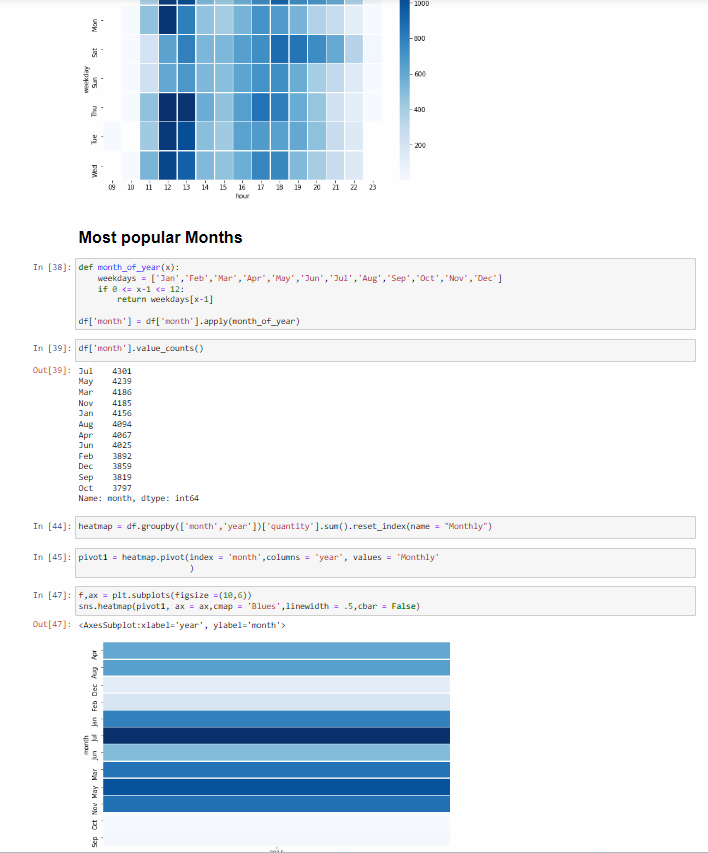 1000
Mon
800
Sat
weekday
600
Sun
Thu
400
Tue
200
Wed
09 10 11 12 13 14 15 16 17 18 19 20 21 22 23
hour
Most popular Months
In [38]: def month_of_year(x):
weekdays = ['Jan','Feb','Mar','Apr','May','Jun','Jul','Aug','Sep','Oct','Nov','Dec']
if 0 <= x-1 <= 12:
return weekdays[x-1]
df['month'] = df['month'].apply(month_of_year)
In [39]: df['month'].value_counts()
Out[39]: Jul 4301
May 4239
Mar 4186
Nov 4185
Jan 4156
Aug 4094
Apr 4067
Jun 4025
Feb 3892
Dec 3859
Sep 3819
Oct 3797
Name: month, dtype: int64
In [44]: heatmap = df.groupby(['month','year'])['quantity'].sum().reset_index(name = "Monthly")
In [45]: pivot1 = heatmap.pivot(index = 'month',columns = 'year', values = 'Monthly'
)
In [47]: f,ax = plt.subplots(figsize =(10,6))
sns.heatmap(pivot1, ax = ax,cmap = 'Blues',linewidth = .5,cbar = False)
Out[47]: <AxesSubplot:xlabel='year', ylabel='month'>
Apr
Aug
Dec
Feb
Jan
Jul
month
Jun
Mar
May
Nov
Oct
Sep